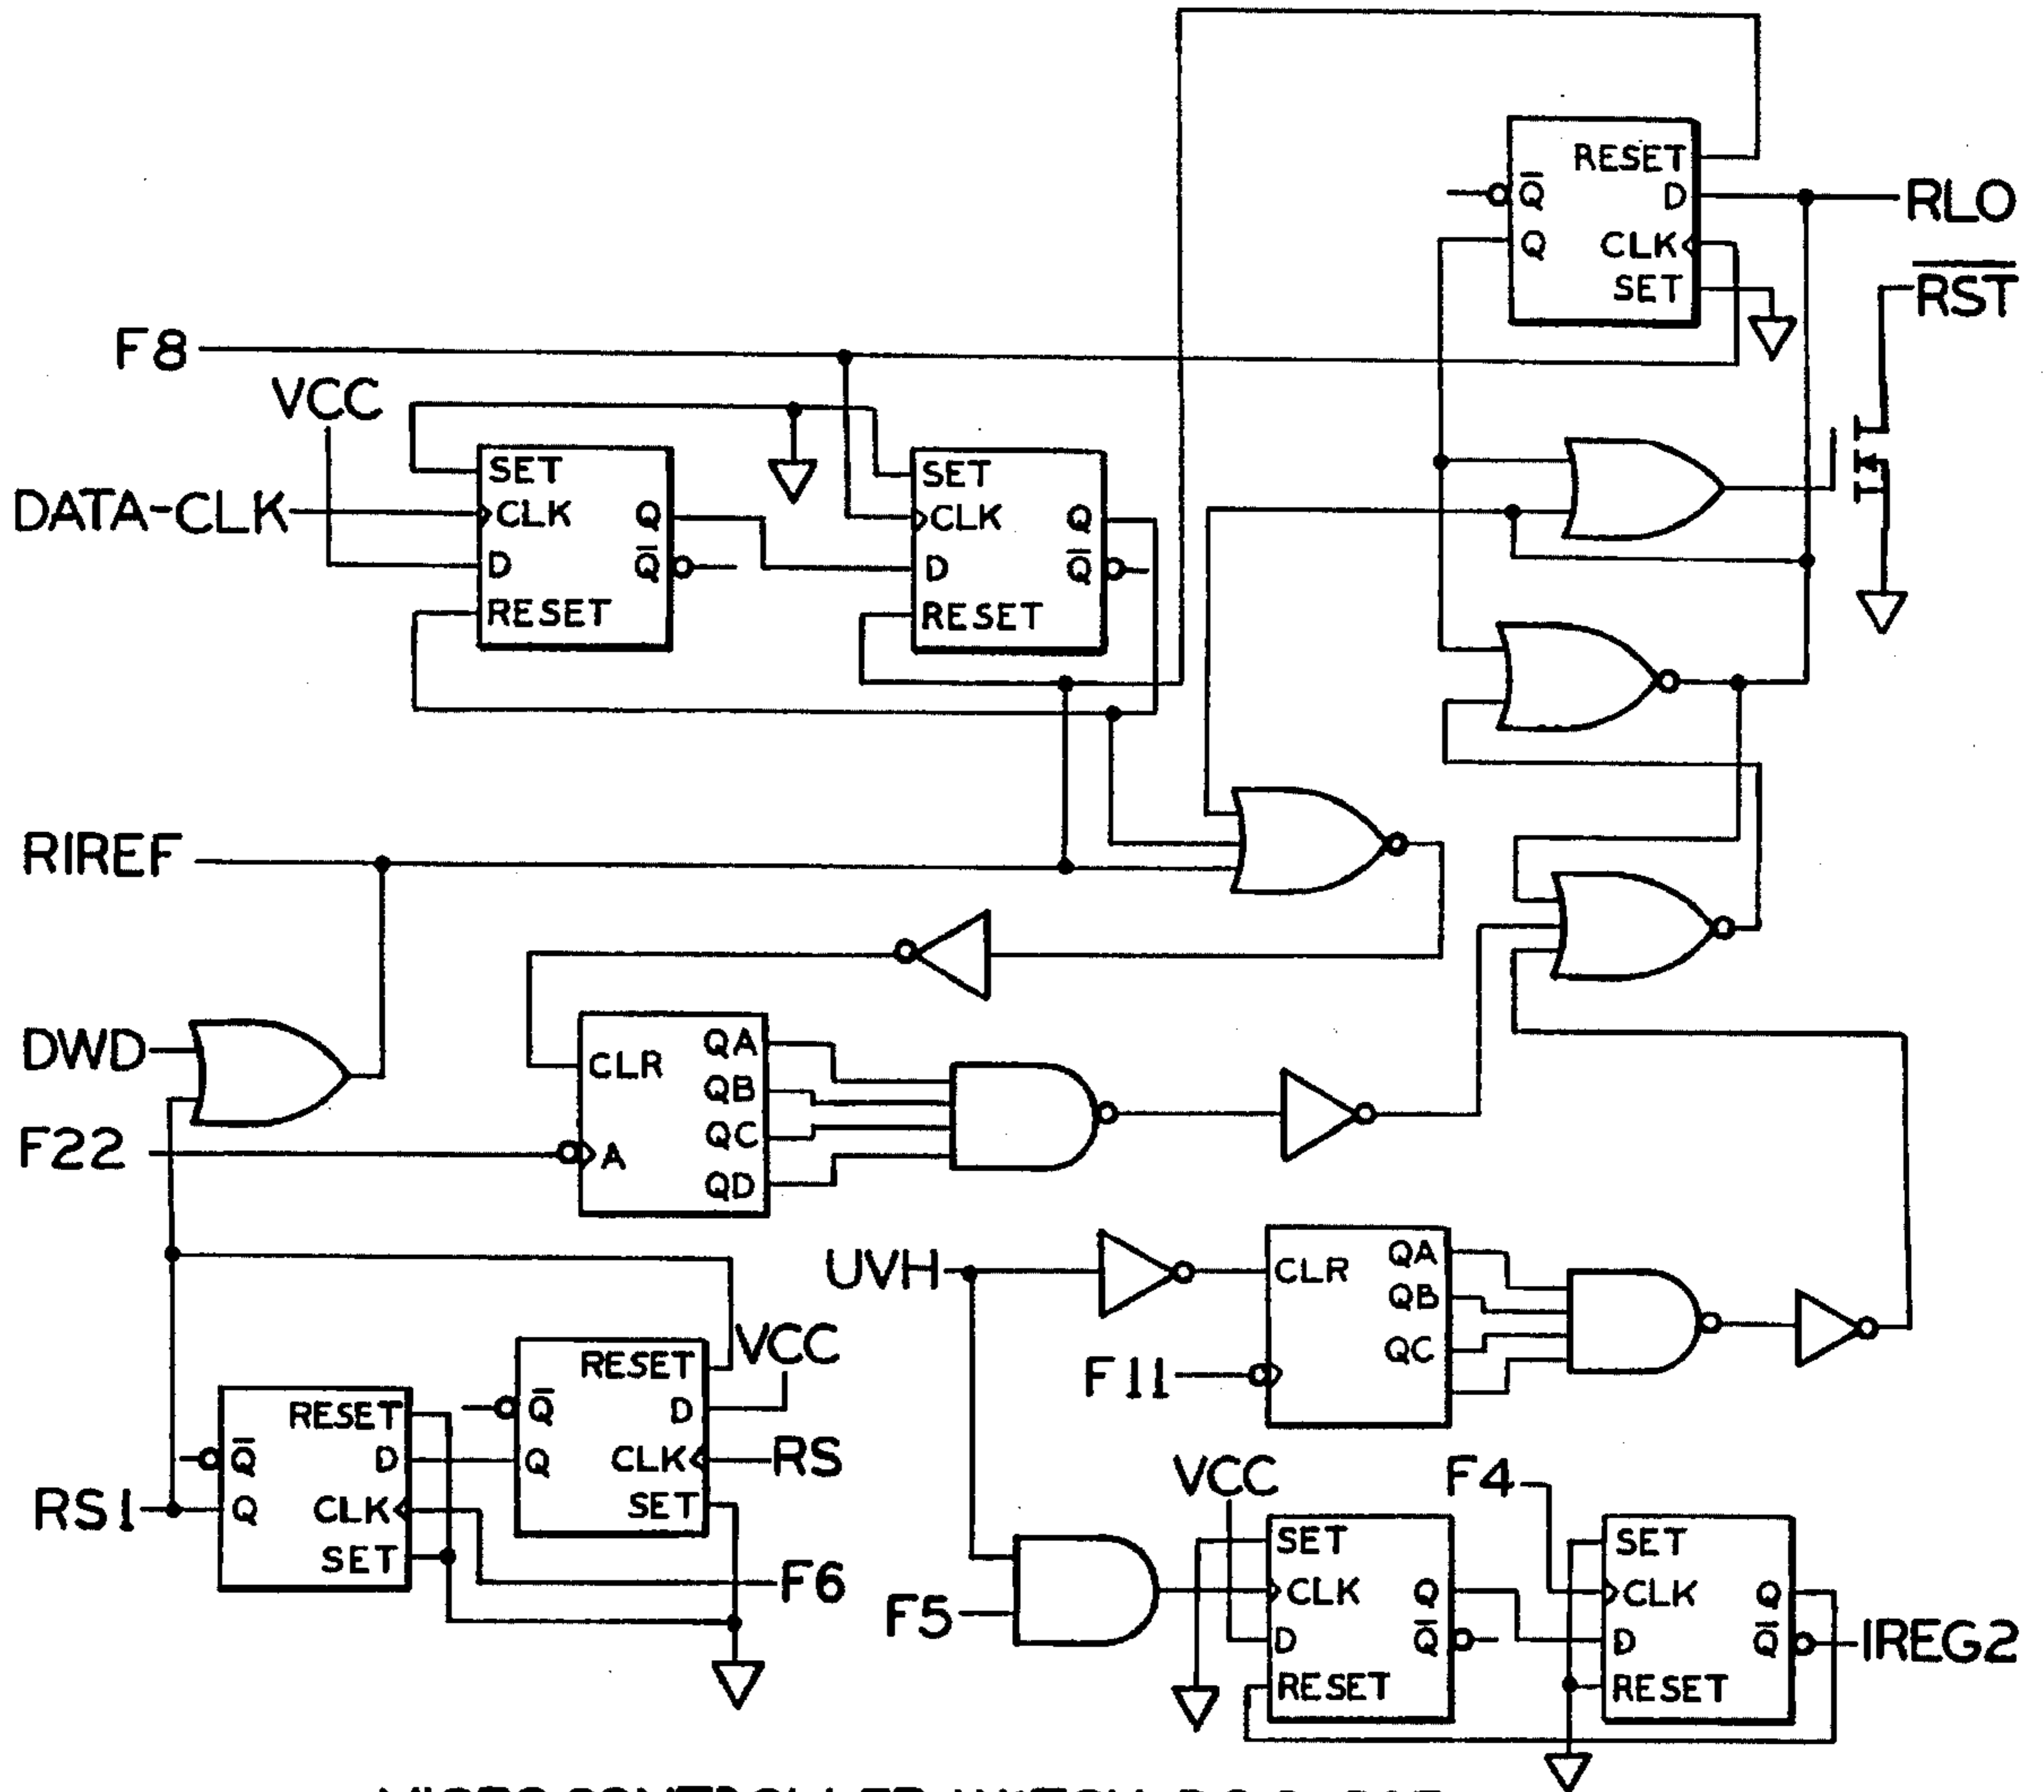 RESET
Q̅
D
RLO
Q
CLK
SET
R̅S̅T̅
F8
VCC
SET
DATA-CLK
CLK
Q
D
Q̅
RESET
SET
CLK
Q
D
Q̅
RESET
RIREF
DWD
F22
CLR
QA
QB
QC
A
QD
UVH
CLR
QA
QB
QC
F11
RESET
VCC
Q̅
D
Q
CLK
RS
SET
RESET
Q̅
D
RS1
Q
CLK
SET
F6
VCC
F4
F5
SET
CLK
Q
D
Q̅
RESET
SET
CLK
Q
D
Q̅
IREG2
RESET